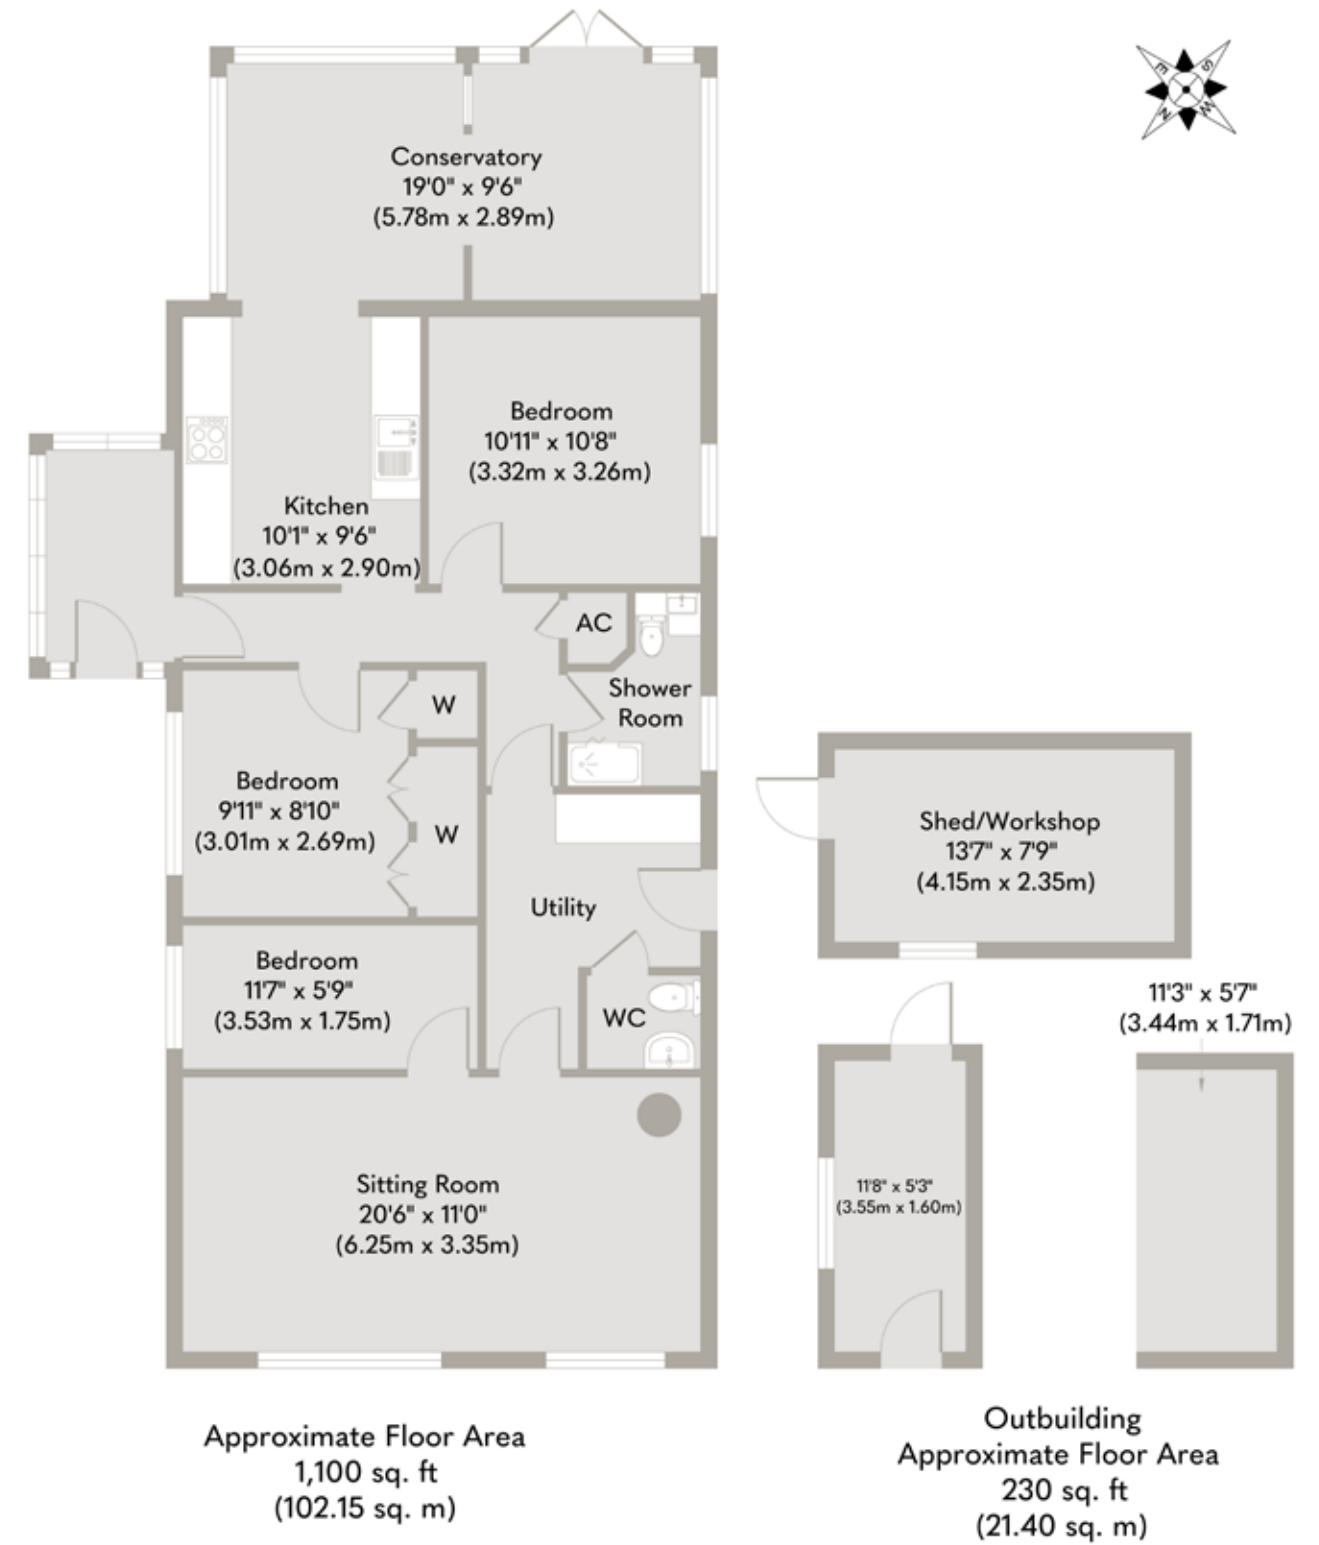 E
S
N
W
Conservatory
19'0" x 9'6"
(5.78m x 2.89m)
Bedroom
10'11" x 10'8"
(3.32m x 3.26m)
Kitchen
10'1" x 9'6"
(3.06m x 2.90m)
AC
Shower
Room
W
Bedroom
9'11" x 8'10"
(3.01m x 2.69m)
W
Utility
Bedroom
11'7" x 5'9"
(3.53m x 1.75m)
WC
Sitting Room
20'6" x 11'0"
(6.25m x 3.35m)
Shed/Workshop
13'7" x 7'9"
(4.15m x 2.35m)
11'3" x 5'7"
(3.44m x 1.71m)
11'8" x 5'3"
(3.55m x 1.60m)
Approximate Floor Area
1,100 sq. ft
(102.15 sq. m)
Outbuilding
Approximate Floor Area
230 sq. ft
(21.40 sq. m)